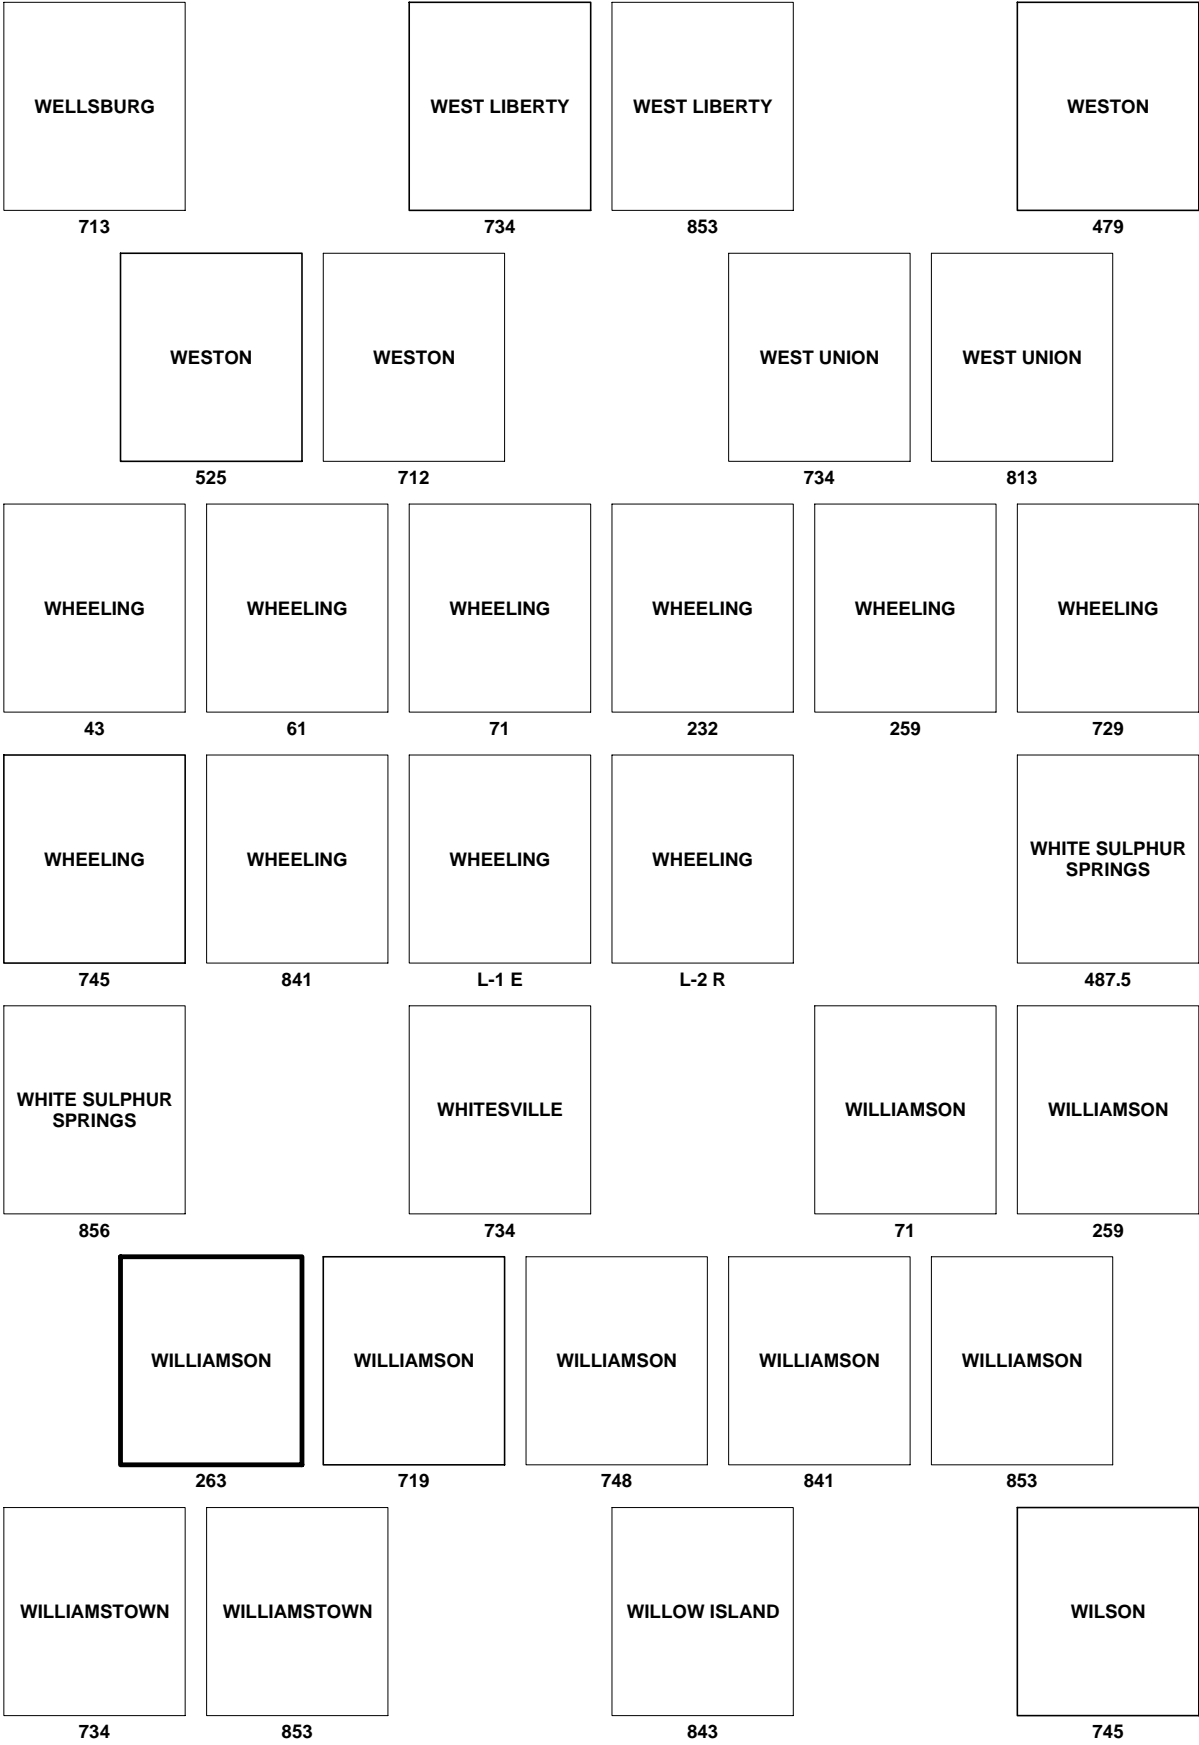 WELLSBURG
713
WEST LIBERTY
734
WEST LIBERTY
853
WESTON
479
WESTON
525
WESTON
712
WEST UNION
734
WEST UNION
813
WHEELING
43
WHEELING
61
WHEELING
71
WHEELING
232
WHEELING
259
WHEELING
729
WHEELING
745
WHEELING
841
WHEELING
L-1 E
WHEELING
L-2 R
WHITE SULPHUR
SPRINGS
487.5
WHITE SULPHUR
SPRINGS
856
WHITESVILLE
734
WILLIAMSON
71
WILLIAMSON
259
WILLIAMSON
263
WILLIAMSON
719
WILLIAMSON
748
WILLIAMSON
841
WILLIAMSON
853
WILLIAMSTOWN
734
WILLIAMSTOWN
853
WILLOW ISLAND
843
WILSON
745